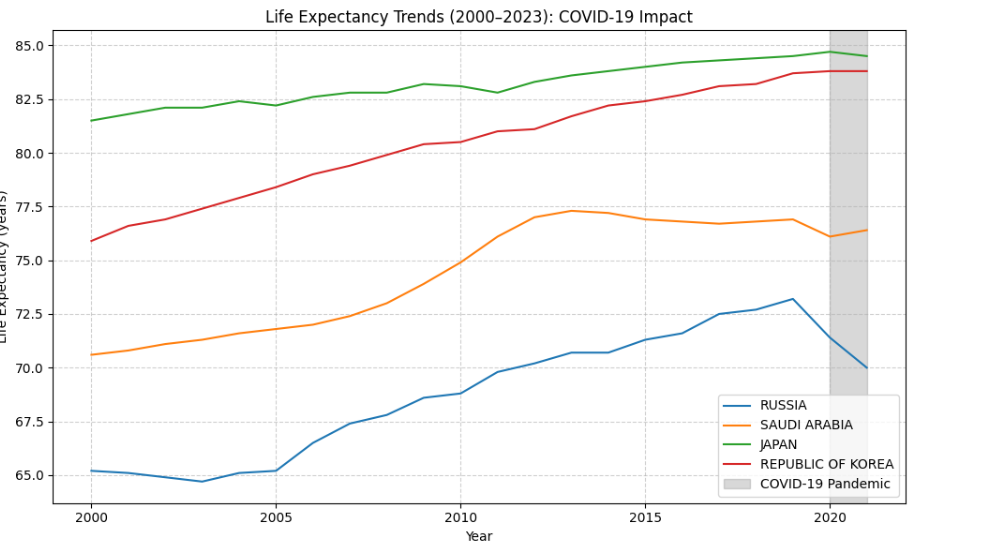 Life Expectancy Trends (2000–2023): COVID-19 Impact
Life Expectancy (years)
85.0
82.5
80.0
77.5
75.0
72.5
70.0
67.5
65.0
RUSSIA
SAUDI ARABIA
JAPAN
REPUBLIC OF KOREA
COVID-19 Pandemic
2000
2005
2010
2015
2020
Year